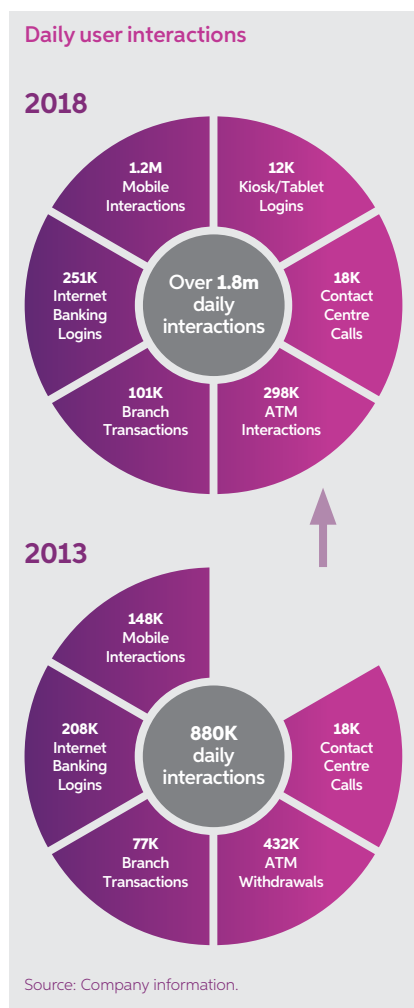 Daily user interactions
2018
1.2M
Mobile
Interactions
12K
Kiosk/Tablet
Logins
251K
Internet
Banking
Logins
Over 1.8m
daily
interactions
18K
Contact
Centre
Calls
101K
Branch
Transactions
298K
ATM
Interactions
2013
148K
Mobile
Interactions
208K
Internet
Banking
Logins
880K
daily
interactions
18K
Contact
Centre
Calls
77K
Branch
Transactions
432K
ATM
Withdrawals
Source: Company information.